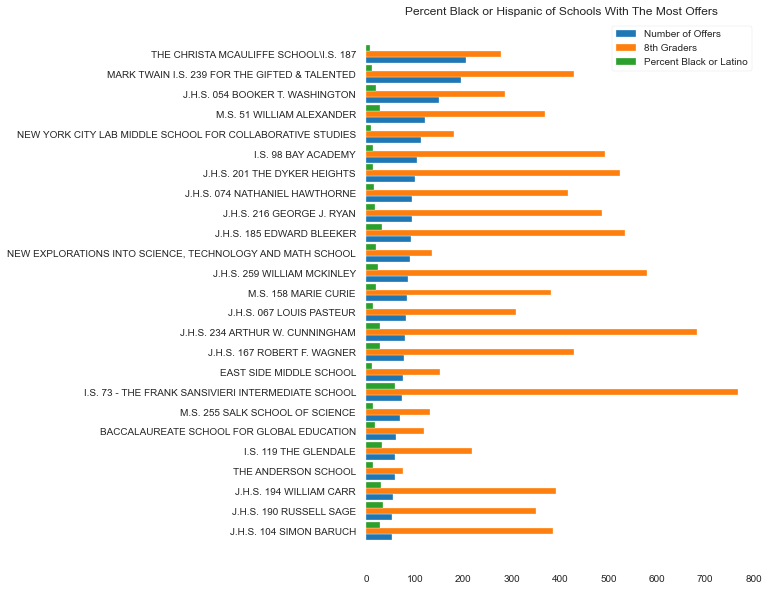 Percent Black or Hispanic of Schools With The Most Offers
Number of Offers
8th Graders
Percent Black or Latino
THE CHRISTA MCAULIFFE SCHOOL\I.S. 187
MARK TWAIN I.S. 239 FOR THE GIFTED & TALENTED
J.H.S. 054 BOOKER T. WASHINGTON
M.S. 51 WILLIAM ALEXANDER
NEW YORK CITY LAB MIDDLE SCHOOL FOR COLLABORATIVE STUDIES
I.S. 98 BAY ACADEMY
J.H.S. 201 THE DYKER HEIGHTS
J.H.S. 074 NATHANIEL HAWTHORNE
J.H.S. 216 GEORGE J. RYAN
J.H.S. 185 EDWARD BLEEKER
NEW EXPLORATIONS INTO SCIENCE, TECHNOLOGY AND MATH SCHOOL
J.H.S. 259 WILLIAM MCKINLEY
M.S. 158 MARIE CURIE
J.H.S. 067 LOUIS PASTEUR
J.H.S. 234 ARTHUR W. CUNNINGHAM
J.H.S. 167 ROBERT F. WAGNER
EAST SIDE MIDDLE SCHOOL
I.S. 73 - THE FRANK SANSIVIERI INTERMEDIATE SCHOOL
M.S. 255 SALK SCHOOL OF SCIENCE
BACCALAUREATE SCHOOL FOR GLOBAL EDUCATION
I.S. 119 THE GLENDALE
THE ANDERSON SCHOOL
J.H.S. 194 WILLIAM CARR
J.H.S. 190 RUSSELL SAGE
J.H.S. 104 SIMON BARUCH
0 100 200 300 400 500 600 700 800